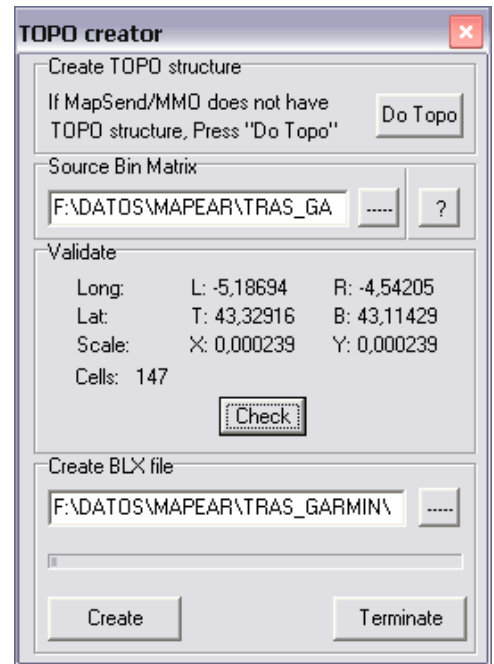 TOPO creator
Create TOPO structure
If MapSend/MMO does not have
TOPO structure, Press "Do Topo"
Do Topo
Source Bin Matrix
F:\DATOS\MAPEAR\TRAS_GA
-----
?
Validate
Long: L: -5,18694 R: -4,54205
Lat: T: 43,32916 B: 43,11429
Scale: X: 0,000239 Y: 0,000239
Cells: 147
Check
Create BLX file
F:\DATOS\MAPEAR\TRAS_GARMIN\
-----
Create
Terminate